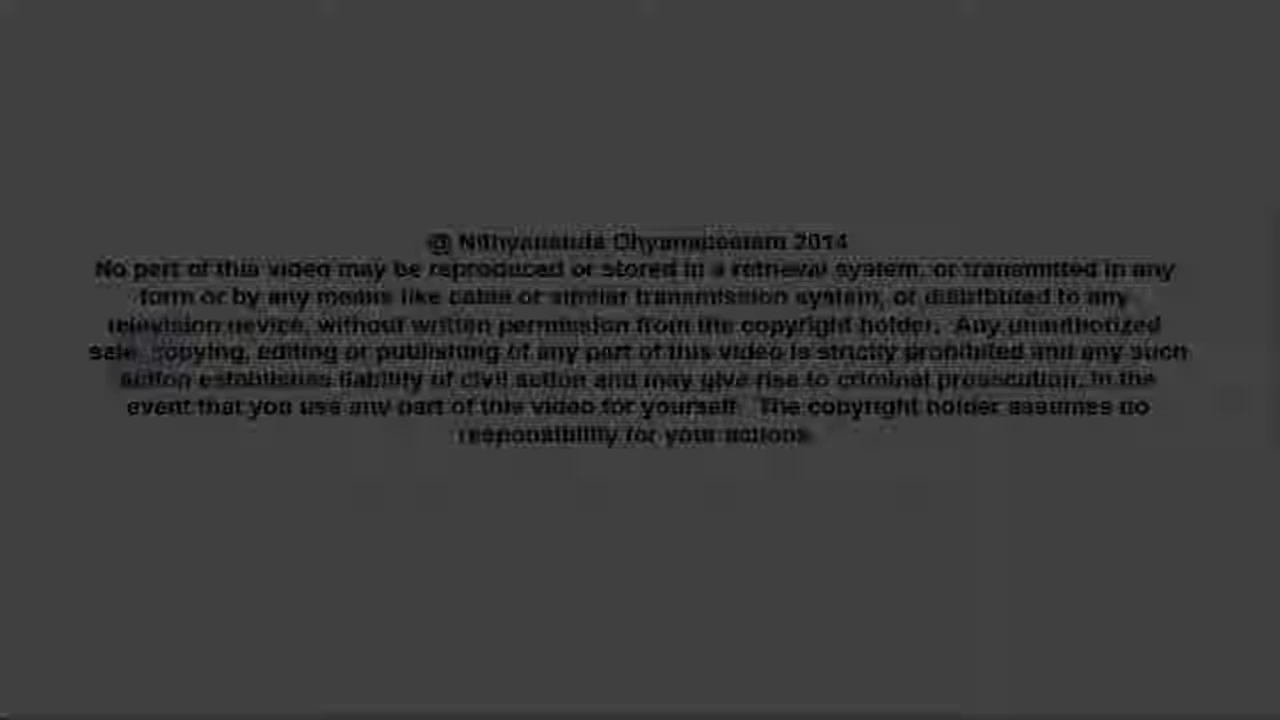 @ Nithyananda Dhyanapeetam 2014
No part of this video may be reproduced or stored in a retrieval system, or transmitted in any
form or by any means like cable or similar transmission system, or distributed to any
television device, without written permission from the copyright holder. Any unauthorized
sale, copying, editing or publishing of any part of this video is strictly prohibited and any such
action establishes liability of civil action and may give rise to criminal prosecution. In the
event that you use any part of this video for yourself. The copyright holder assumes no
responsibility for your actions.